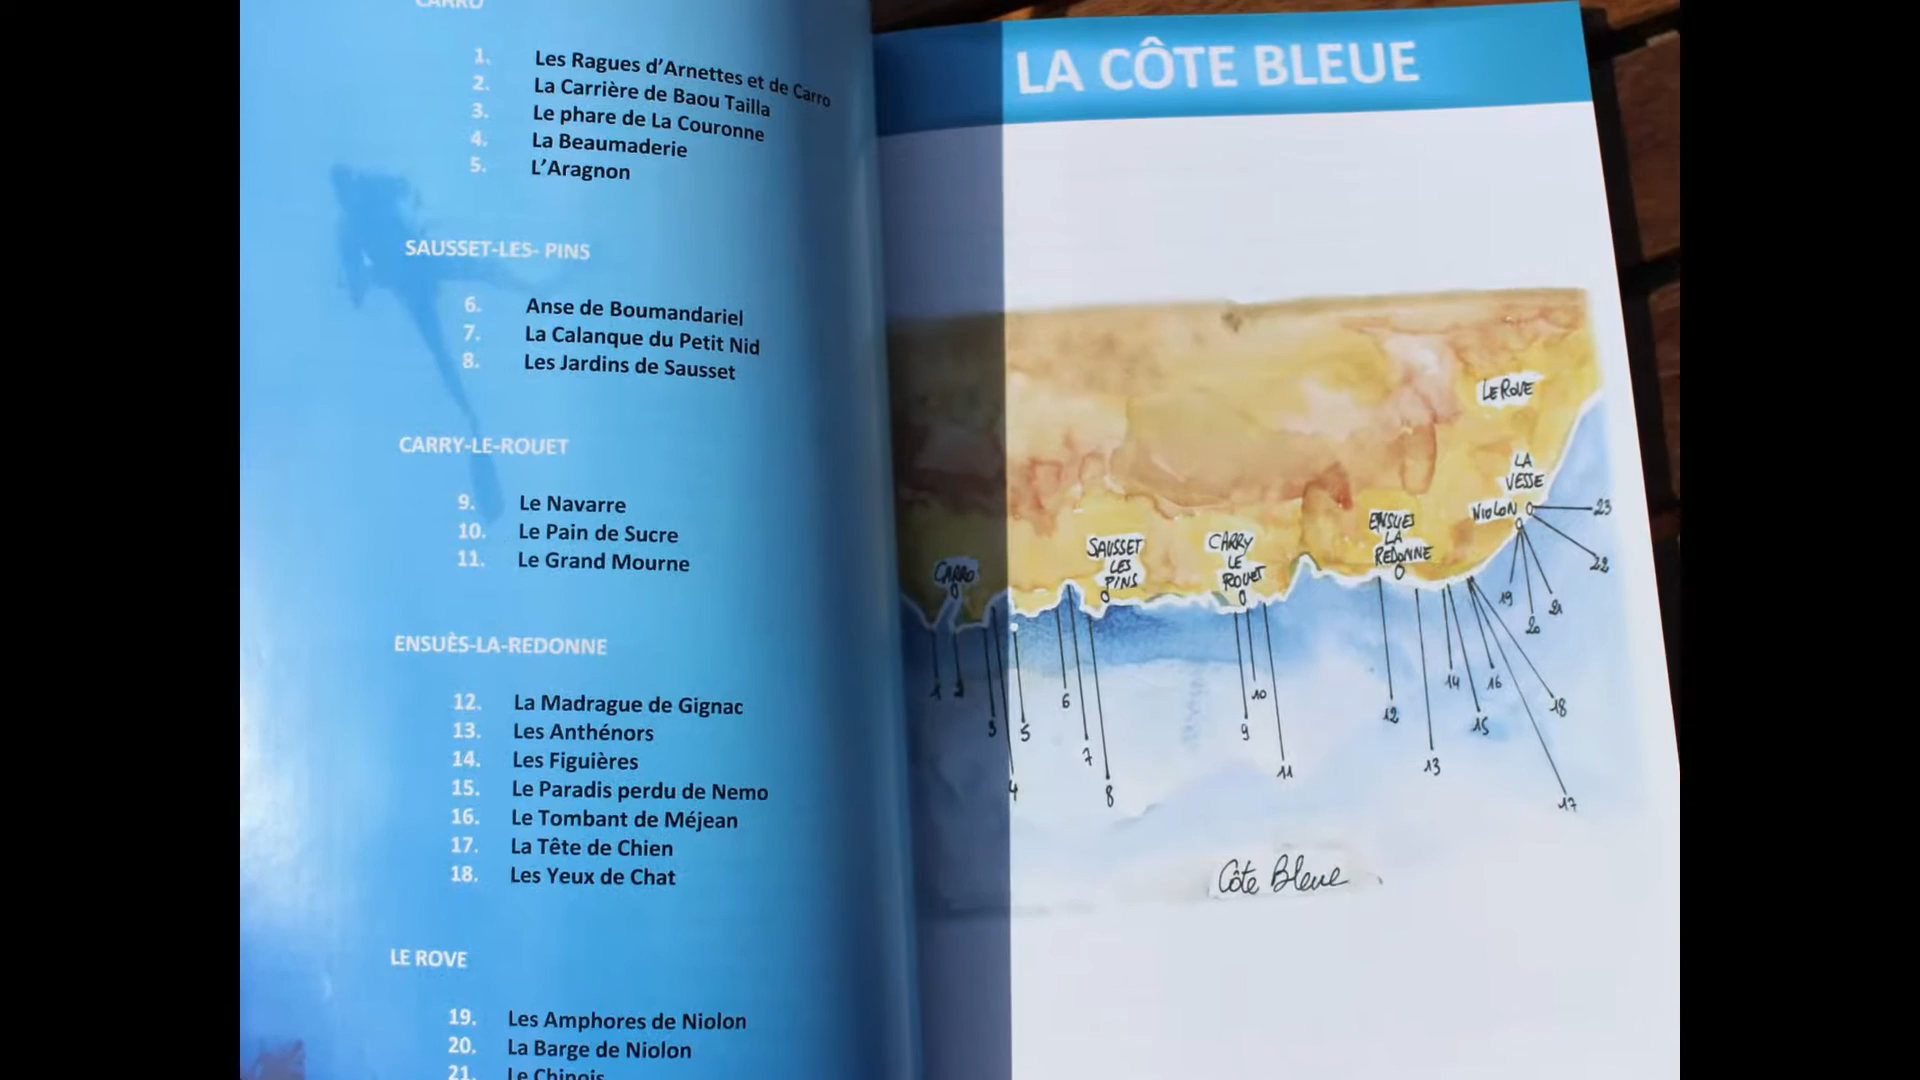 CARRO
1. Les Ragues d'Arnettes et de Carro
2. La Carrière de Baou Tailla
3. Le phare de La Couronne
4. La Beaumaderie
5. L'Aragnon
SAUSSET-LES- PINS
6. Anse de Boumandariel
7. La Calanque du Petit Nid
8. Les Jardins de Sausset
CARRY-LE-ROUET
9. Le Navarre
10. Le Pain de Sucre
11. Le Grand Mourne
ENSUÈS-LA-REDONNE
12. La Madrague de Gignac
13. Les Anthénors
14. Les Figuières
15. Le Paradis perdu de Nemo
16. Le Tombant de Méjean
17. La Tête de Chien
18. Les Yeux de Chat
LE ROVE
19. Les Amphores de Niolon
20. La Barge de Niolon
21. Le Chinois
LA CÔTE BLEUE
LE ROVE
LA
VESSE
NIOLON
23
22
21
20
19
ENSUES
LA
REDONNE
CARRY
LE
ROUET
SAUSSET
LES
PINS
CARRO
1
2
3
4
5
6
7
8
9
10
11
12
13
14
15
16
17
18
Côte Bleue